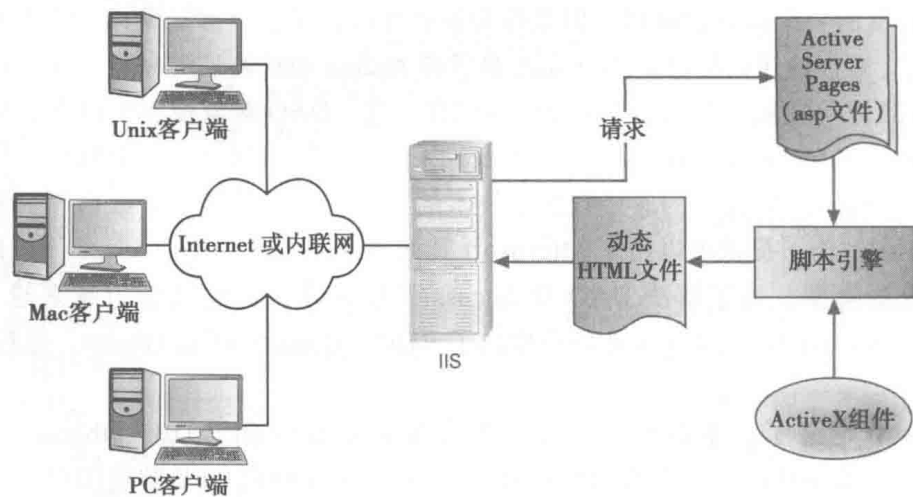 Unix客户端
Mac客户端
PC客户端
Internet 或内联网
IIS
请求
Active
Server
Pages
（asp文件）
动态
HTML文件
脚本引擎
ActiveX组件